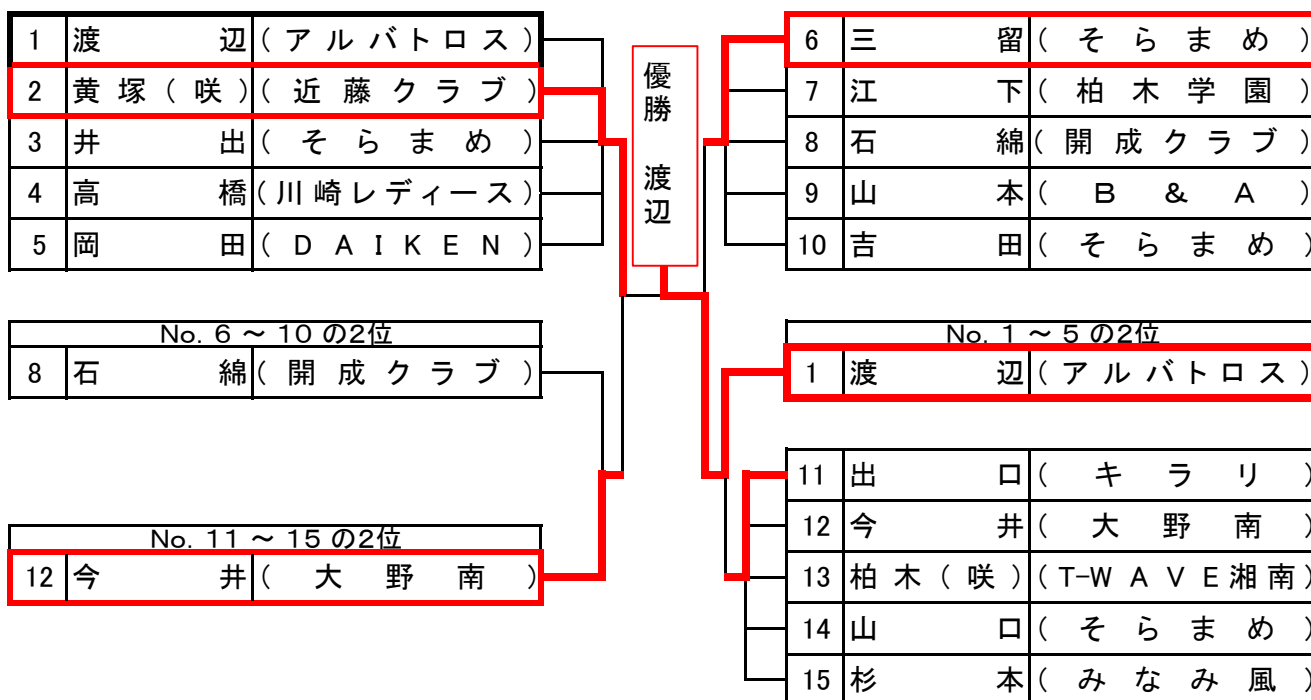 1 渡辺(アルバトロス)
2 黄塚(咲)(近藤クラブ)
3 井出(そらまめ)
4 高橋(川崎レディース)
5 岡田(DAIKEN)
No. 6 ～ 10 の2位
8 石綿(開成クラブ)
No. 11 ～ 15 の2位
12 今井(大野南)
優勝 渡辺
6 三留(そらまめ)
7 江下(柏木学園)
8 石綿(開成クラブ)
9 山本(B & A)
10 吉田(そらまめ)
No. 1 ～ 5 の2位
1 渡辺(アルバトロス)
11 出口(キラリ)
12 今井(大野南)
13 柏木(咲)(T-WAVE湘南)
14 山口(そらまめ)
15 杉本(みなみ風)